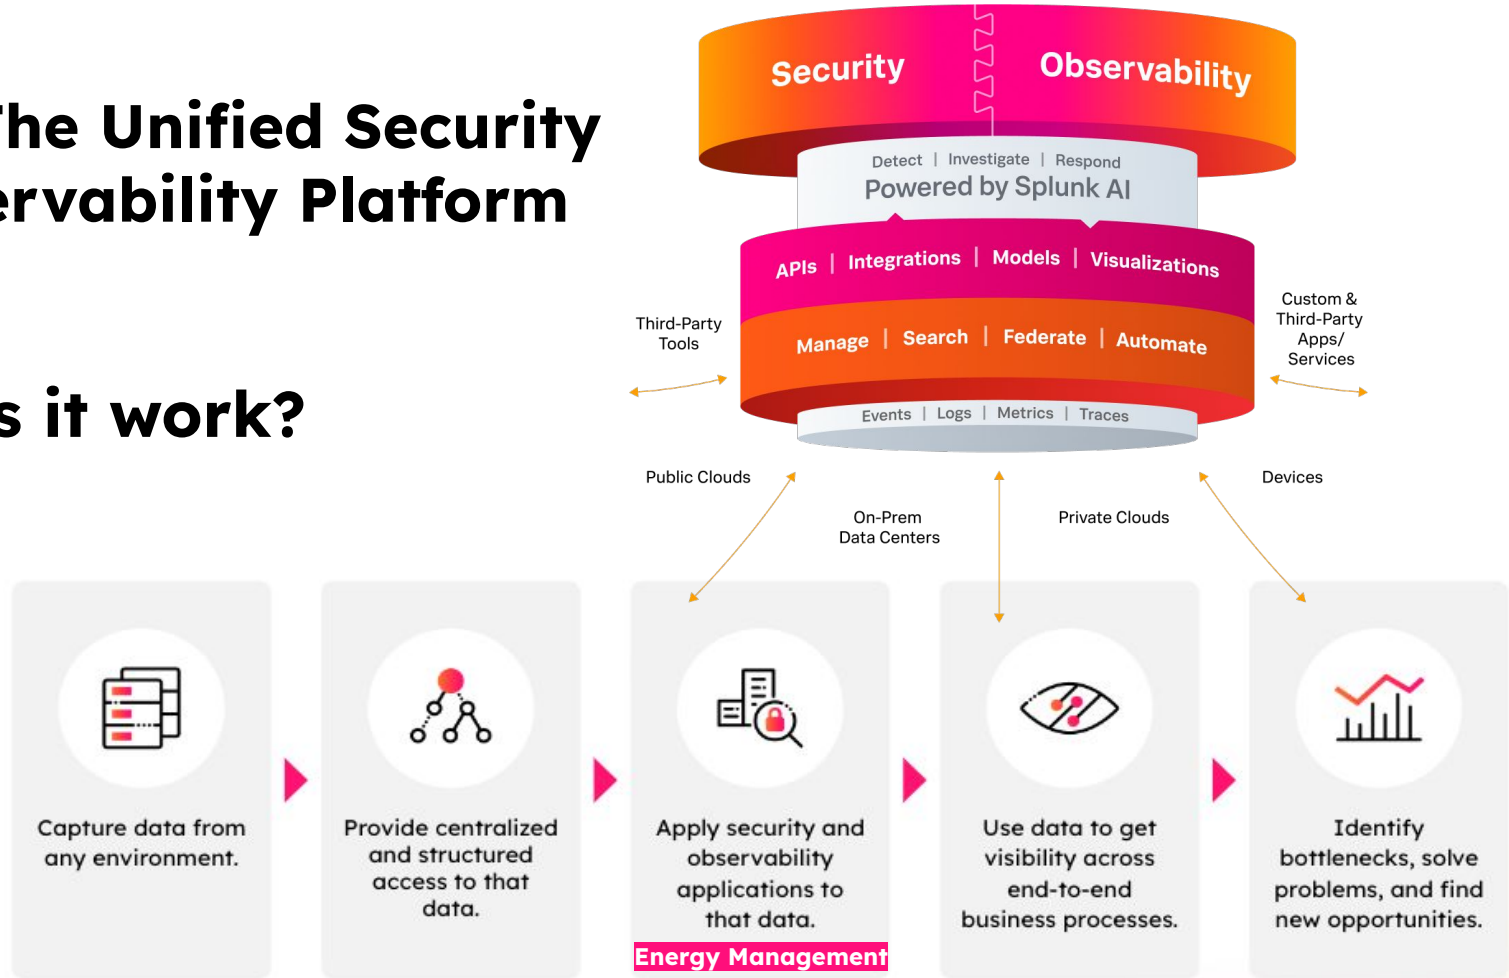 The Unified Security
ervability Platform
s it work?
Security
Observability
Detect | Investigate | Respond
Powered by Splunk AI
APIs | Integrations | Models | Visualizations
Manage | Search | Federate | Automate
Events | Logs | Metrics | Traces
Third-Party
Tools
Custom &
Third-Party
Apps/
Services
Public Clouds
On-Prem
Data Centers
Private Clouds
Devices
Capture data from
any environment.
Provide centralized
and structured
access to that
data.
Apply security and
observability
applications to
that data.
Energy Management
Use data to get
visibility across
end-to-end
business processes.
Identify
bottlenecks, solve
problems, and find
new opportunities.